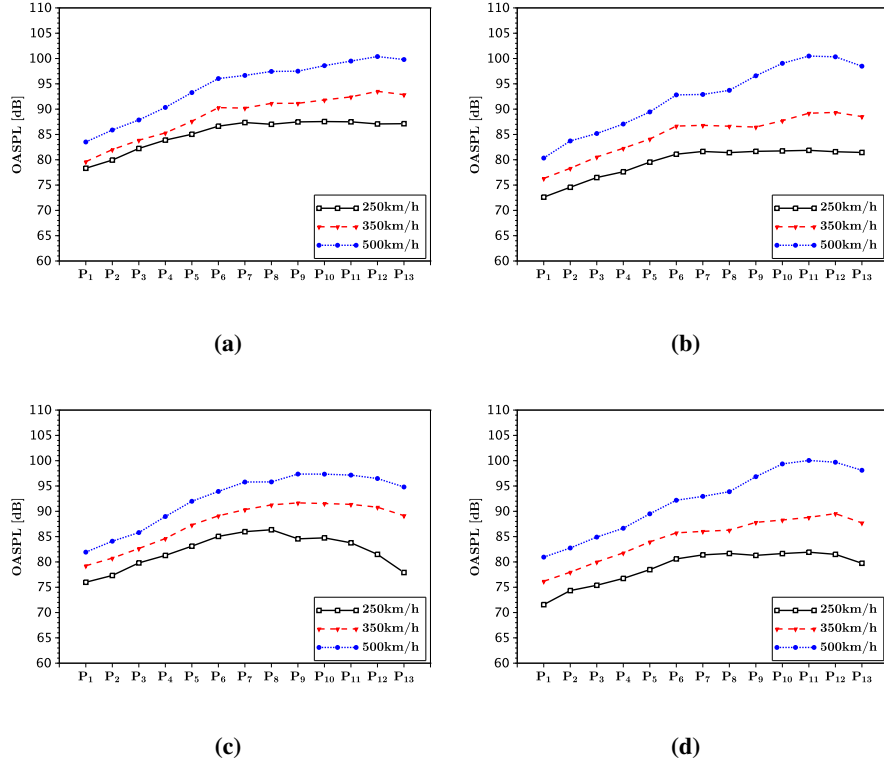 110
105
100
95
90
85
80
75
70
65
60
OASPL [dB]
250km/h
350km/h
500km/h
P₁ P₂ P₃ P₄ P₅ P₆ P₇ P₈ P₉ P₁₀ P₁₁ P₁₂ P₁₃
(a)
110
105
100
95
90
85
80
75
70
65
60
OASPL [dB]
250km/h
350km/h
500km/h
P₁ P₂ P₃ P₄ P₅ P₆ P₇ P₈ P₉ P₁₀ P₁₁ P₁₂ P₁₃
(b)
110
105
100
95
90
85
80
75
70
65
60
OASPL [dB]
250km/h
350km/h
500km/h
P₁ P₂ P₃ P₄ P₅ P₆ P₇ P₈ P₉ P₁₀ P₁₁ P₁₂ P₁₃
(c)
110
105
100
95
90
85
80
75
70
65
60
OASPL [dB]
250km/h
350km/h
500km/h
P₁ P₂ P₃ P₄ P₅ P₆ P₇ P₈ P₉ P₁₀ P₁₁ P₁₂ P₁₃
(d)